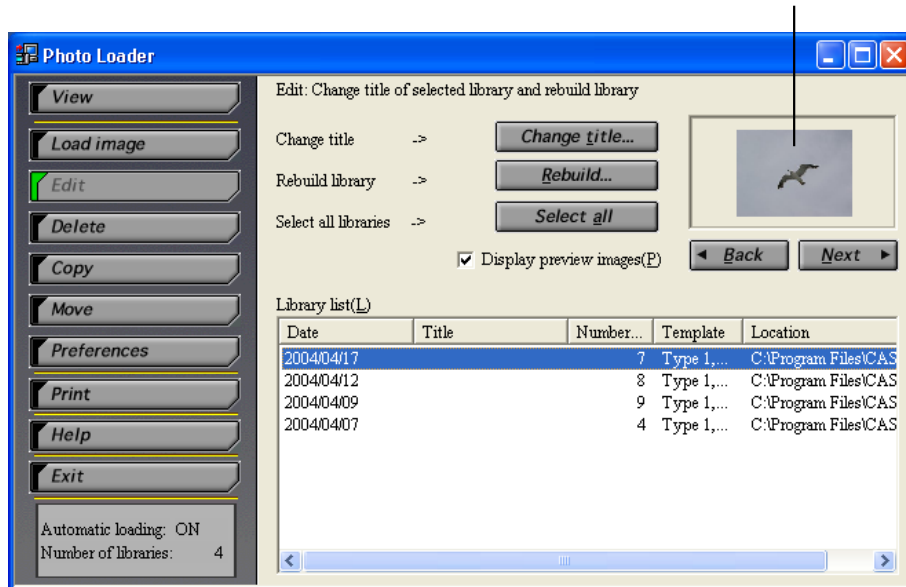 Photo Loader
View
Load image
Edit
Delete
Copy
Move
Preferences
Print
Help
Exit
Automatic loading: ON
Number of libraries: 4
Edit: Change title of selected library and rebuild library
Change title -> Change title...
Rebuild library -> Rebuild...
Select all libraries -> Select all
Display preview images(P)
Back Next
Library list(L)
Date Title Number... Template Location
2004/04/17 7 Type 1,... C:\Program Files\CAS
2004/04/12 8 Type 1,... C:\Program Files\CAS
2004/04/09 9 Type 1,... C:\Program Files\CAS
2004/04/07 4 Type 1,... C:\Program Files\CAS